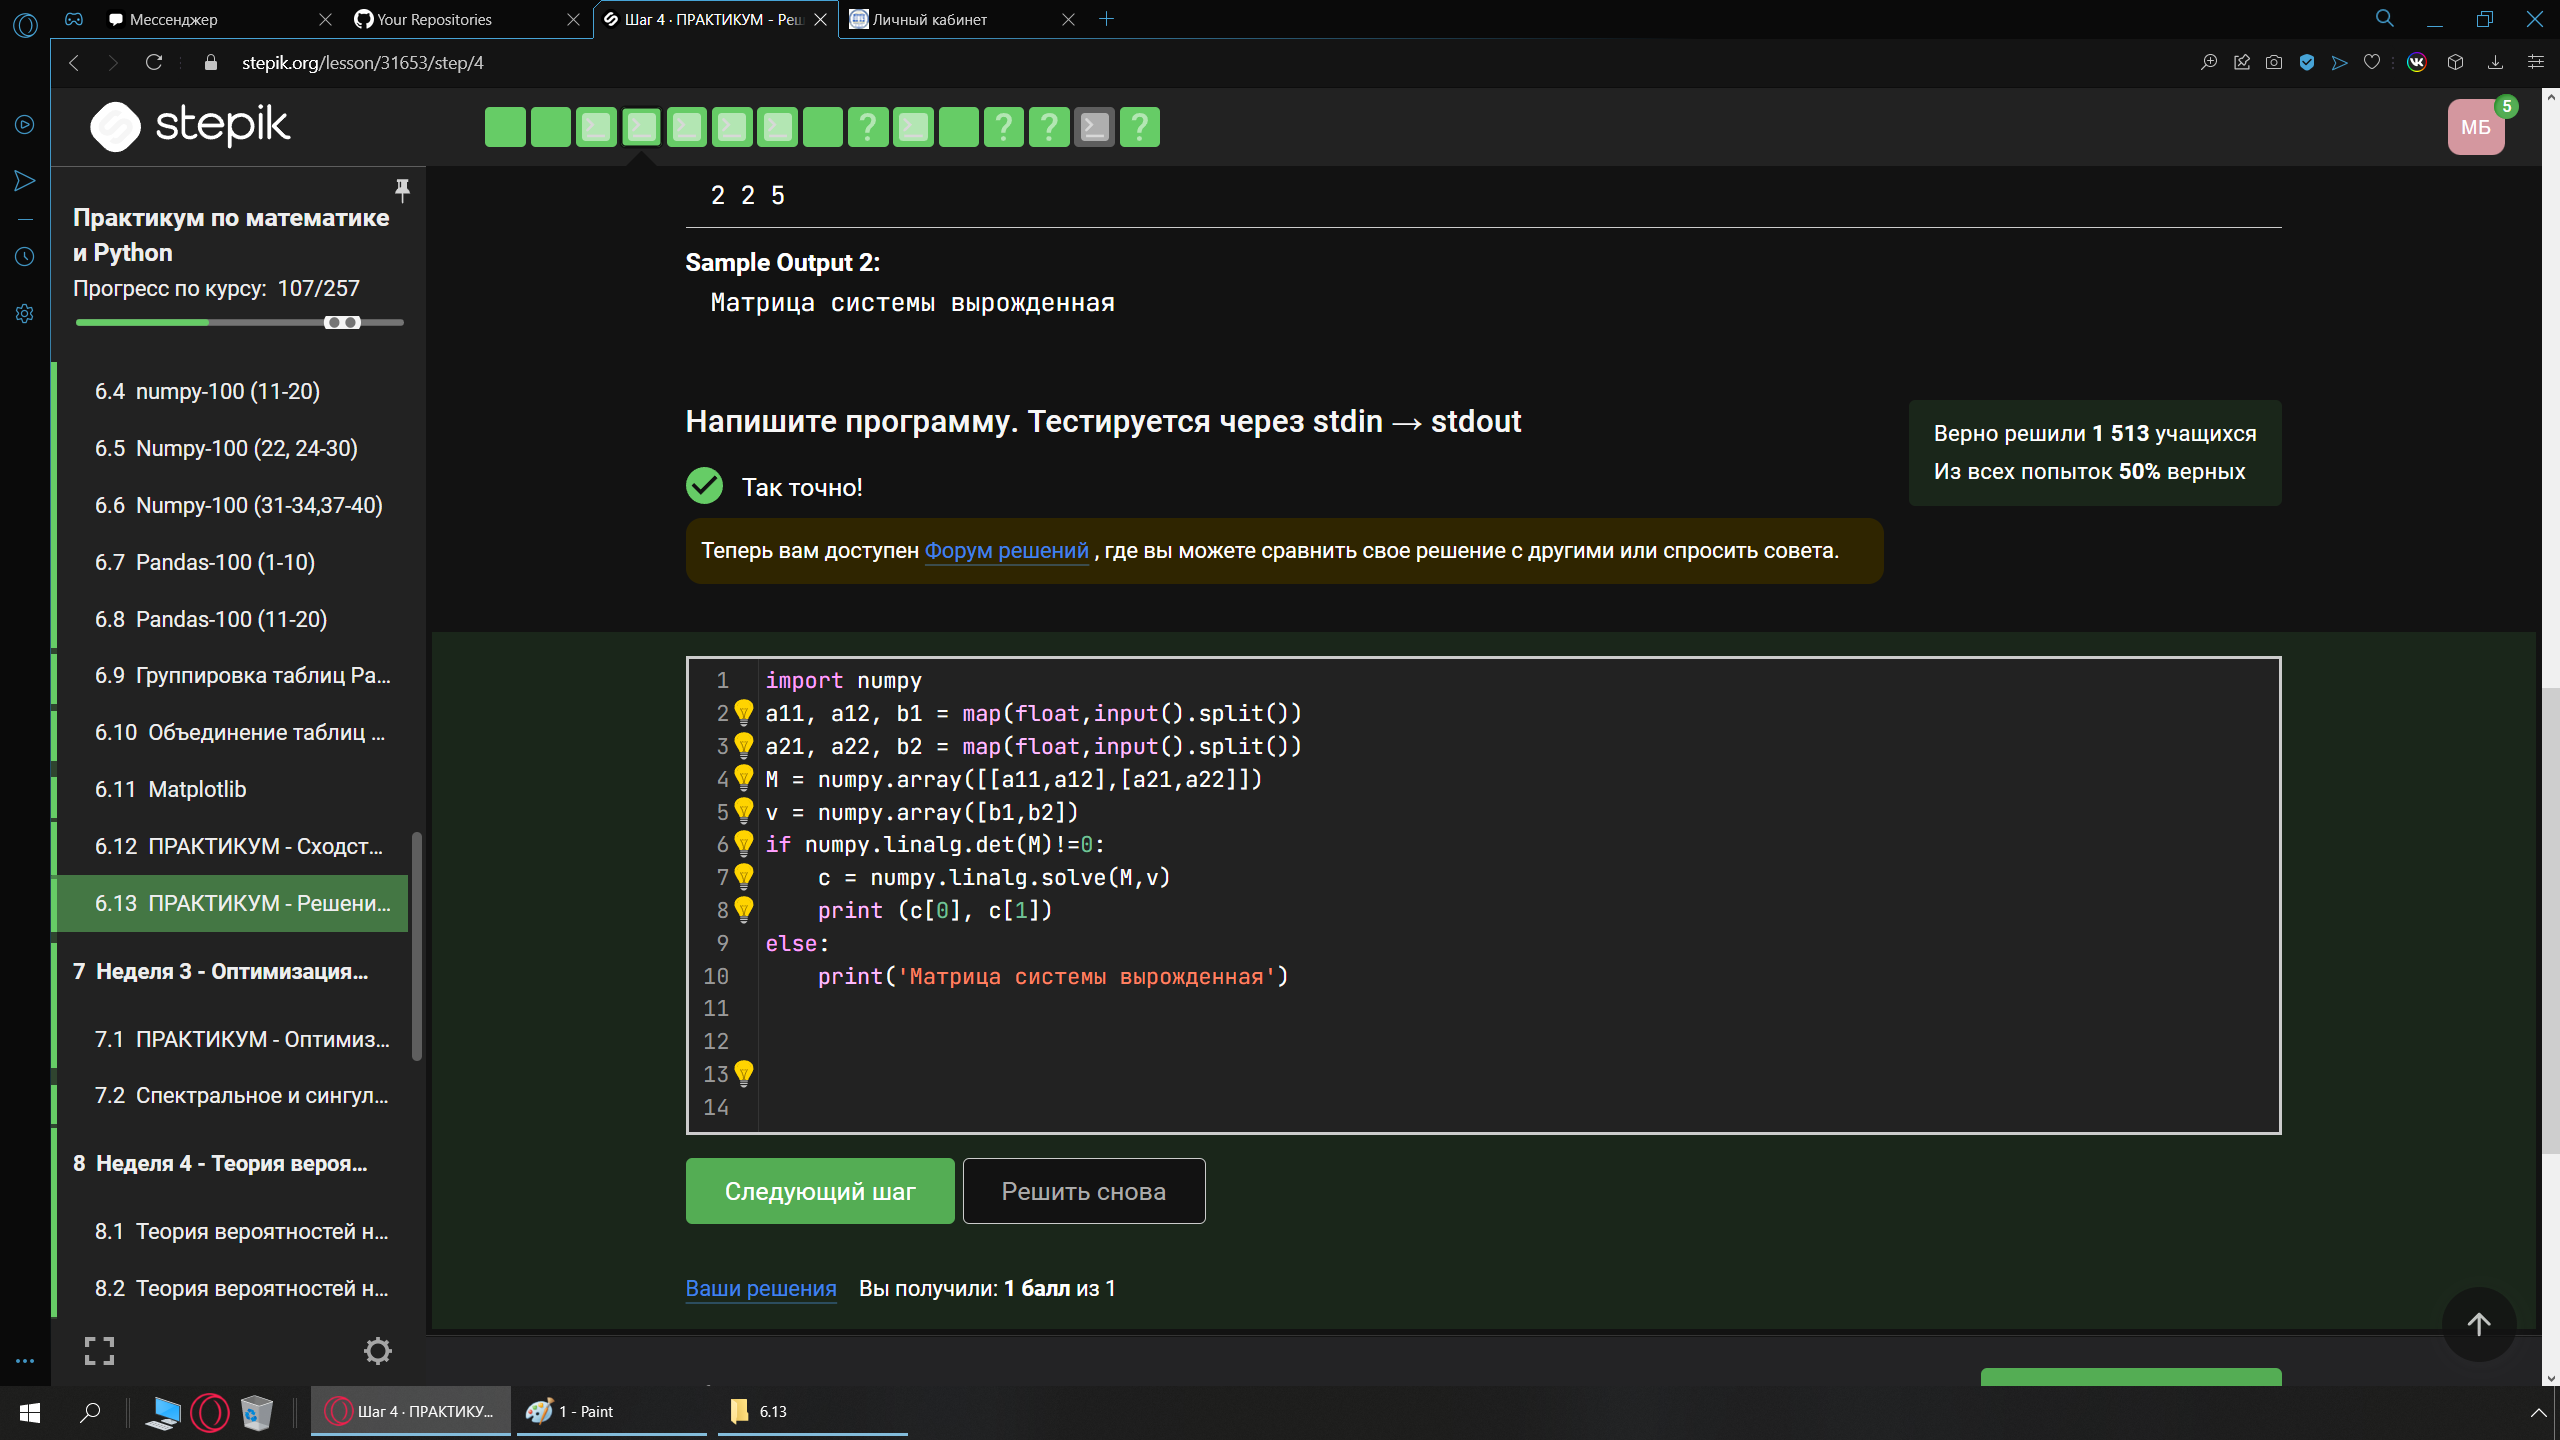 Мессенджер
Your Repositories
Шаг 4 · ПРАКТИКУМ - Реш
Личный кабинет
stepik.org/lesson/31653/step/4
stepik
МБ
5
Практикум по математике
и Python
Прогресс по курсу: 107/257
6.4 numpy-100 (11-20)
6.5 Numpy-100 (22, 24-30)
6.6 Numpy-100 (31-34,37-40)
6.7 Pandas-100 (1-10)
6.8 Pandas-100 (11-20)
6.9 Группировка таблиц Pa...
6.10 Объединение таблиц ...
6.11 Matplotlib
6.12 ПРАКТИКУМ - Сходст...
6.13 ПРАКТИКУМ - Решени...
7 Неделя 3 - Оптимизация...
7.1 ПРАКТИКУМ - Оптимиз...
7.2 Спектральное и сингул...
8 Неделя 4 - Теория вероя...
8.1 Теория вероятностей н...
8.2 Теория вероятностей н...
2 2 5
Sample Output 2:
Матрица системы вырожденная
Напишите программу. Тестируется через stdin → stdout
Верно решили 1 513 учащихся
Из всех попыток 50% верных
Так точно!
Теперь вам доступен Форум решений , где вы можете сравнить свое решение с другими или спросить совета.
1 import numpy
2 a11, a12, b1 = map(float,input().split())
3 a21, a22, b2 = map(float,input().split())
4 M = numpy.array([[a11,a12],[a21,a22]])
5 v = numpy.array([b1,b2])
6 if numpy.linalg.det(M)!=0:
7 c = numpy.linalg.solve(M,v)
8 print (c[0], c[1])
9 else:
10 print('Матрица системы вырожденная')
11
12
13
14
Следующий шаг
Решить снова
Ваши решения Вы получили: 1 балл из 1
Шаг 4 · ПРАКТИКУ...
1 - Paint
6.13